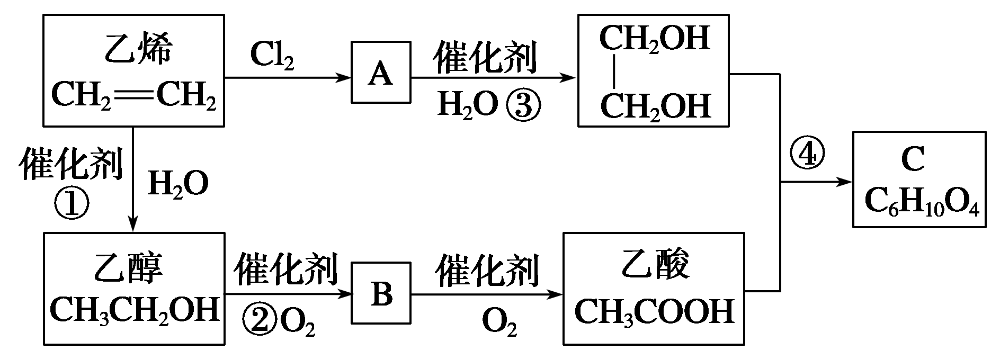 乙烯
CH₂=CH₂
Cl₂
A
催化剂
H₂O ③
CH₂OH
CH₂OH
催化剂
①
H₂O
④
C
C₆H₁₀O₄
乙醇
CH₃CH₂OH
催化剂
②O₂
B
催化剂
O₂
乙酸
CH₃COOH